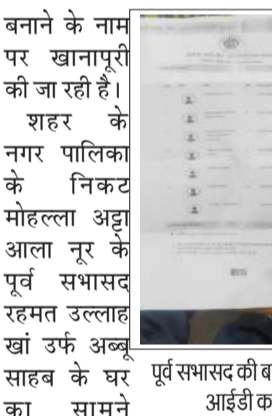 बनाने के नाम
पर खानापूरी
की जा रही है।
शहर के
नगर पालिका
के निकट
मोहल्ला अट्टा
आला नूर के
पूर्व सभासद
रहमत उल्लाह
खां उर्फ अब्बू
साहब के घर
का सामने
पूर्व सभासद की ब
आईडी क